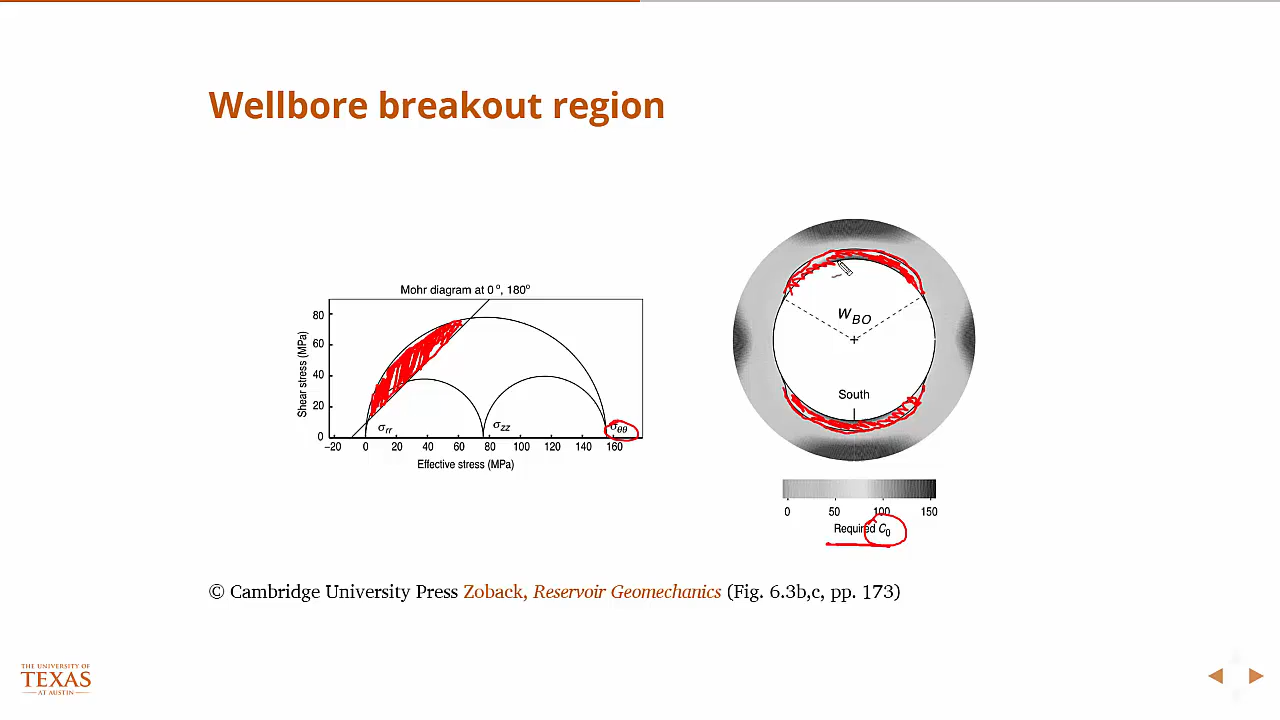 Wellbore breakout region
Mohr diagram at 0°, 180°
Shear stress (MPa)
80
60
40
20
0
σrr
σzz
σθθ
−20 0 20 40 60 80 100 120 140 160
Effective stress (MPa)
WBO
South
0 50 100 150
Required C0
© Cambridge University Press Zoback, Reservoir Geomechanics (Fig. 6.3b,c, pp. 173)
THE UNIVERSITY OF
TEXAS
AT AUSTIN